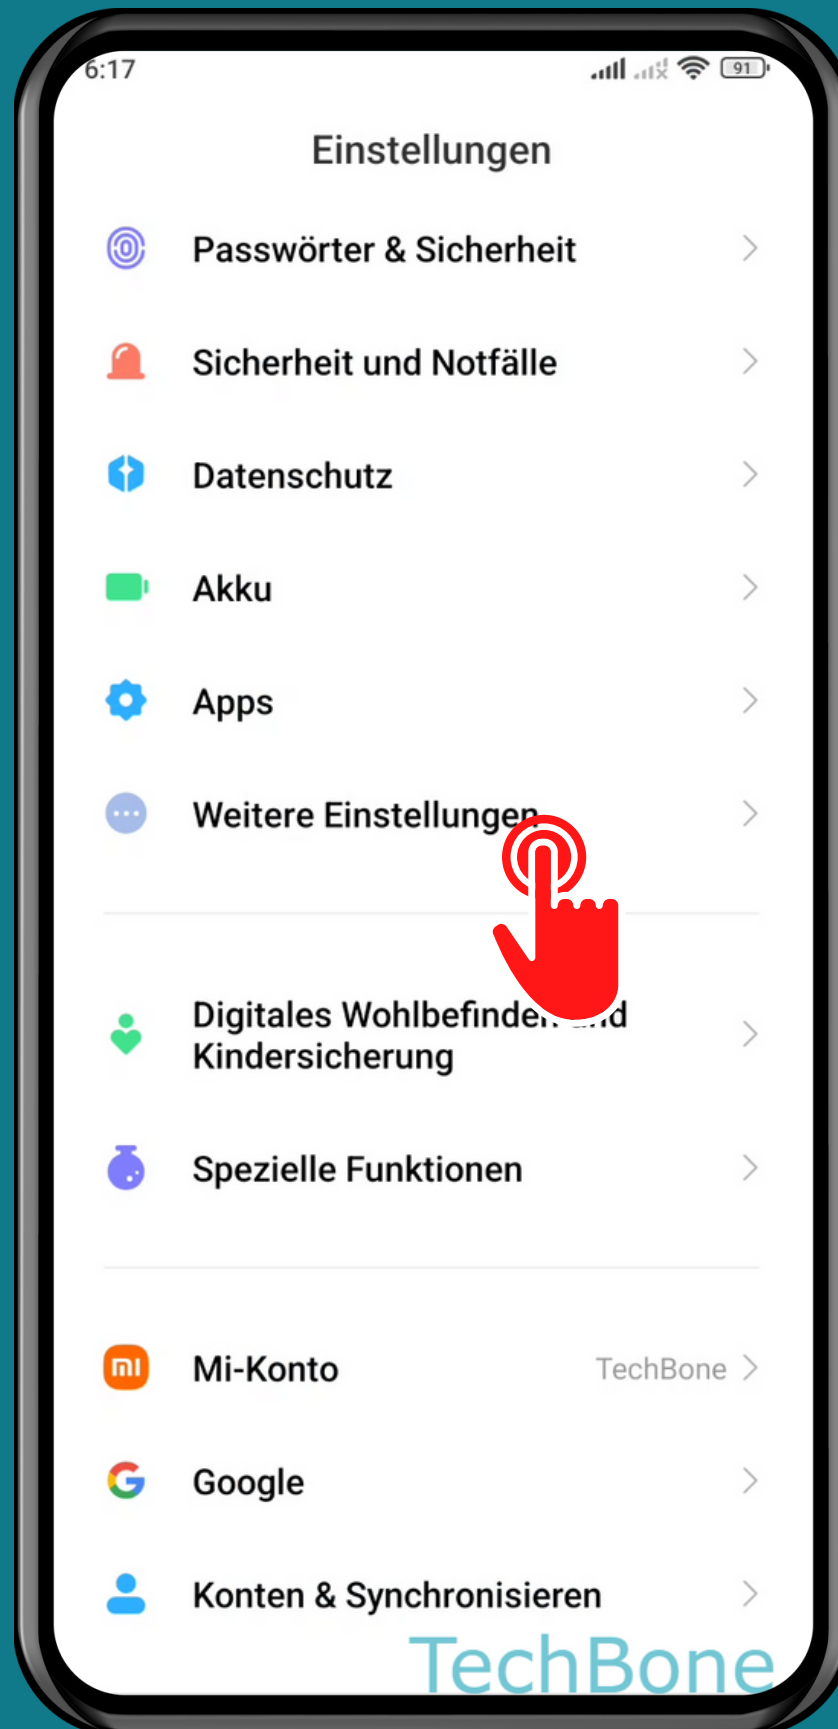 6:17
91
Einstellungen
Passwörter & Sicherheit
Sicherheit und Notfälle
Datenschutz
Akku
Apps
Weitere Einstellungen
Digitales Wohlbefinden und
Kindersicherung
Spezielle Funktionen
Mi-Konto TechBone
Google
Konten & Synchronisieren
TechBone